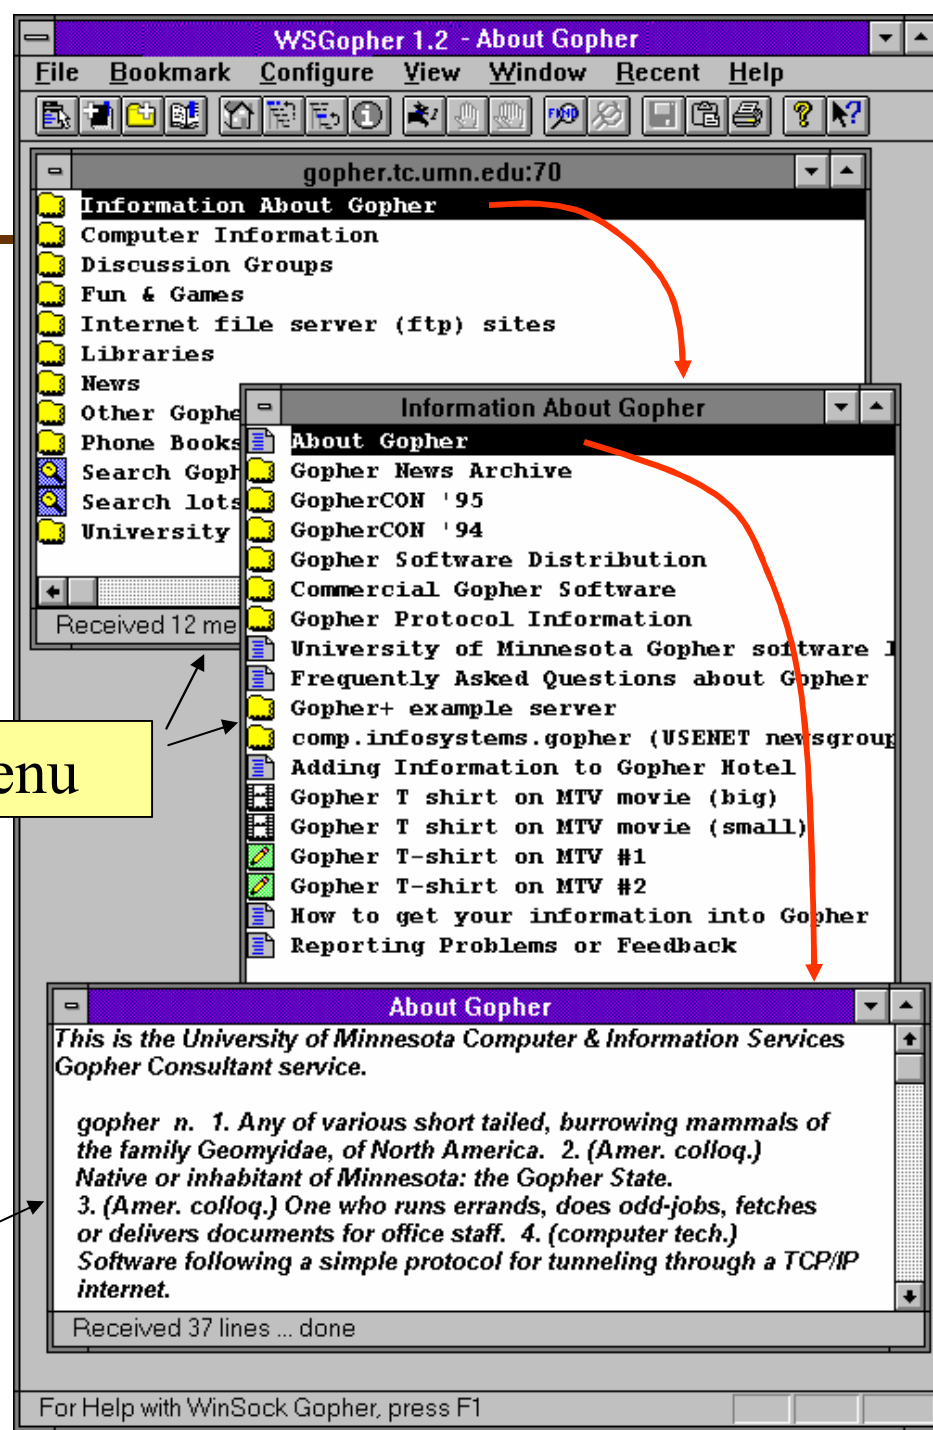 WSGopher 1.2 - About Gopher
File Bookmark Configure View Window Recent Help
FIND
gopher.tc.umn.edu:70
Information About Gopher
Computer Information
Discussion Groups
Fun & Games
Internet file server (ftp) sites
Libraries
News
Other Gophe
Phone Books
Search Goph
Search lots
University
Received 12 me
Information About Gopher
About Gopher
Gopher News Archive
GopherCON '95
GopherCON '94
Gopher Software Distribution
Commercial Gopher Software
Gopher Protocol Information
University of Minnesota Gopher software
Frequently Asked Questions about Gopher
Gopher+ example server
comp.infosystems.gopher (USENET newsgroup
Adding Information to Gopher Hotel
Gopher T shirt on MTV movie (big)
Gopher T shirt on MTV movie (small)
Gopher T-shirt on MTV #1
Gopher T-shirt on MTV #2
How to get your information into Gopher
Reporting Problems or Feedback
enu
About Gopher
This is the University of Minnesota Computer & Information Services
Gopher Consultant service.
gopher n. 1. Any of various short tailed, burrowing mammals of
the family Geomyidae, of North America. 2. (Amer. colloq.)
Native or inhabitant of Minnesota: the Gopher State.
3. (Amer. colloq.) One who runs errands, does odd-jobs, fetches
or delivers documents for office staff. 4. (computer tech.)
Software following a simple protocol for tunneling through a TCP/IP
internet.
Received 37 lines ... done
For Help with WinSock Gopher, press F1